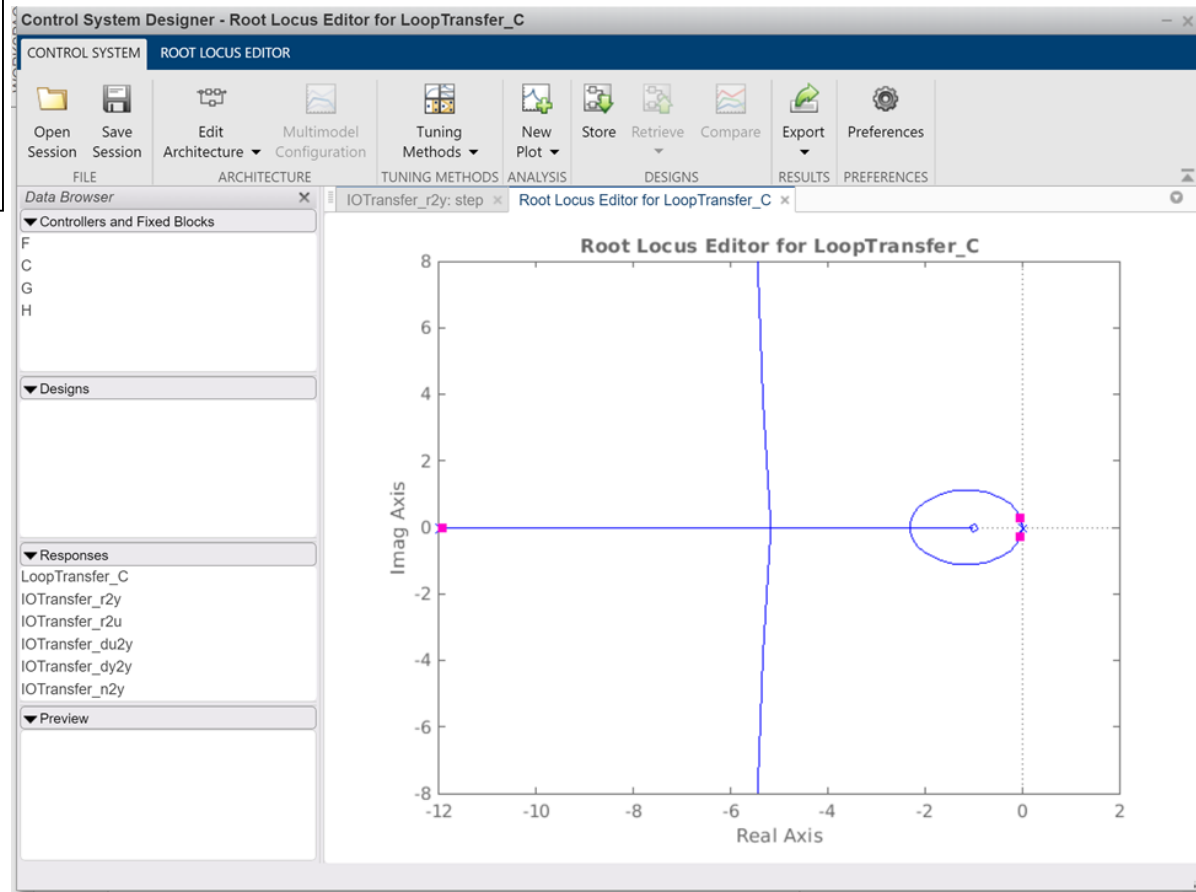 Control System Designer - Root Locus Editor for LoopTransfer_C
CONTROL SYSTEM ROOT LOCUS EDITOR
Open Session
Save Session
Edit Architecture
Multimodel Configuration
Tuning Methods
New Plot
Store
Retrieve
Compare
Export
Preferences
FILE ARCHITECTURE TUNING METHODS ANALYSIS DESIGNS RESULTS PREFERENCES
Data Browser
IOTransfer_r2y: step
Root Locus Editor for LoopTransfer_C
Controllers and Fixed Blocks
F
C
G
H
Designs
Responses
LoopTransfer_C
IOTransfer_r2y
IOTransfer_r2u
IOTransfer_du2y
IOTransfer_dy2y
IOTransfer_n2y
Preview
Root Locus Editor for LoopTransfer_C
Imag Axis
8
6
4
2
0
-2
-4
-6
-8
-12 -10 -8 -6 -4 -2 0 2
Real Axis